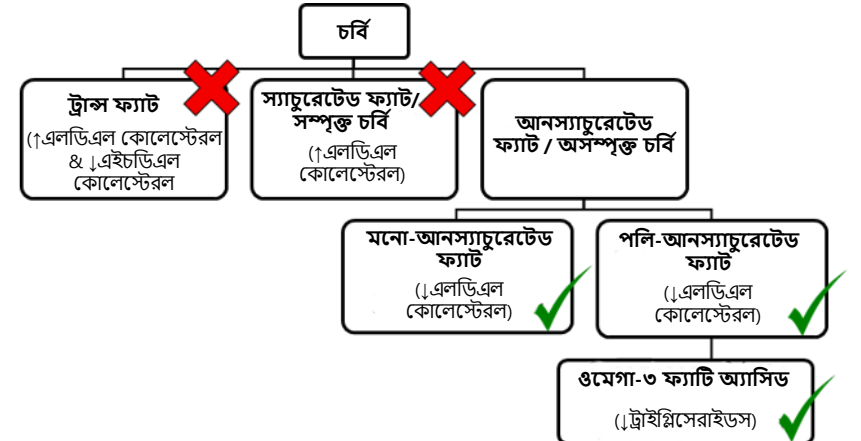 চর্বি
ট্রান্স ফ্যাট
(↑এলডিএল কোলেস্টেরল
& ↓এইচডিএল
কোলেস্টেরল
স্যাচুরেটেড ফ্যাট/
সম্পৃক্ত চর্বি
(↑এলডিএল
কোলেস্টেরল)
আনস্যাচুরেটেড
ফ্যাট / অসম্পৃক্ত চর্বি
মনো-আনস্যাচুরেটেড
ফ্যাট
(↓এলডিএল
কোলেস্টেরল)
পলি-আনস্যাচুরেটেড
ফ্যাট
(↓এলডিএল
কোলেস্টেরল)
ওমেগা-৩ ফ্যাটি অ্যাসিড
(↓ট্রাইগ্লিসেরাইডস)